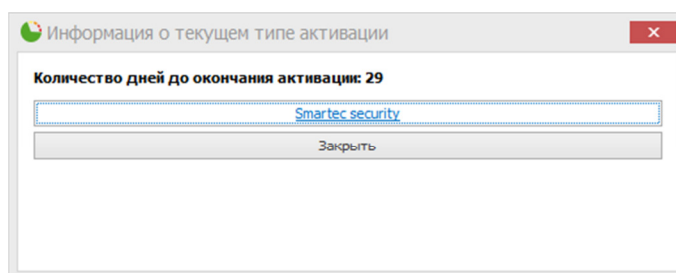 Информация о текущем типе активации
Количество дней до окончания активации: 29
Smartec security
Закрыть